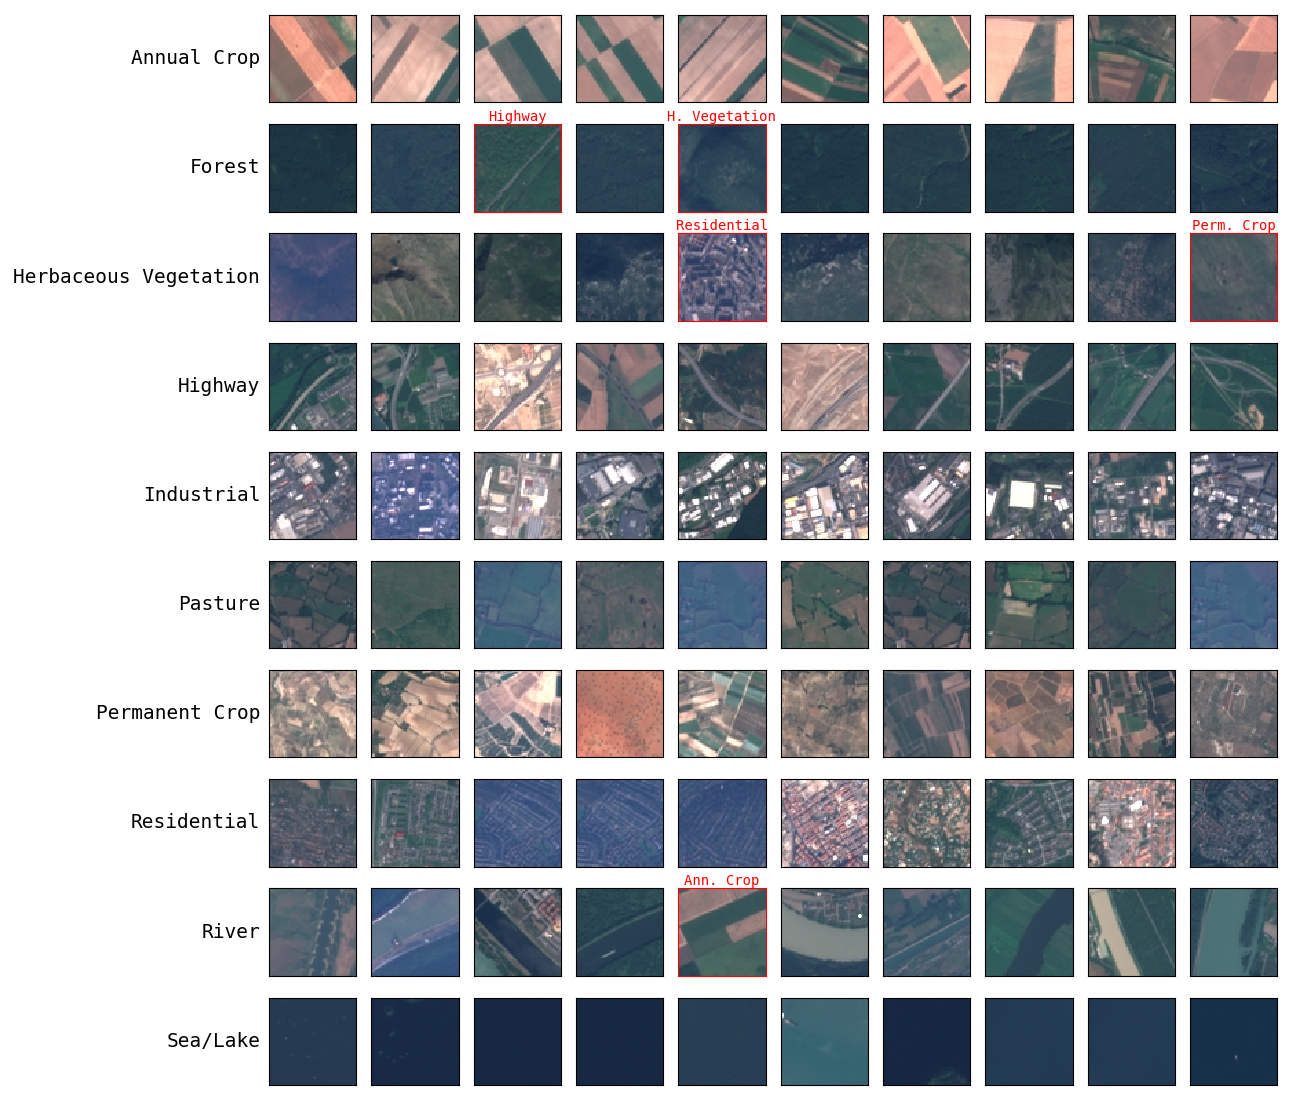 Annual Crop
Highway
H. Vegetation
Forest
Residential
Perm. Crop
Herbaceous Vegetation
Highway
Industrial
Pasture
Permanent Crop
Residential
Ann. Crop
River
Sea/Lake